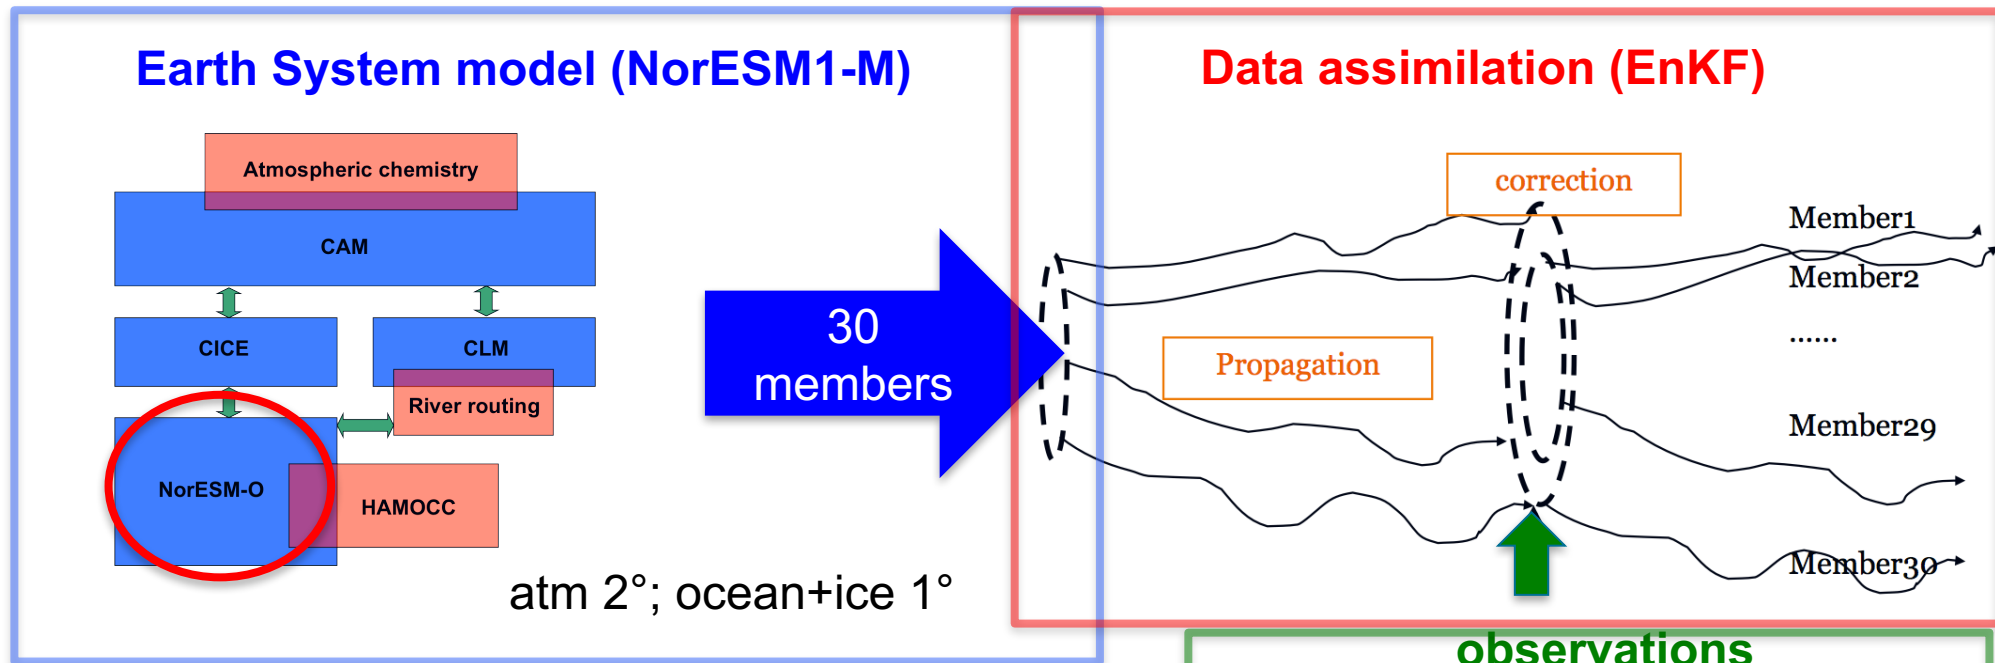 Earth System model (NorESM1-M)
Atmospheric chemistry
CAM
CICE
CLM
River routing
NorESM-O
HAMOCC
atm 2°; ocean+ice 1°
30
members
Data assimilation (EnKF)
correction
Propagation
Member1
Member2
......
Member29
Member30
observations